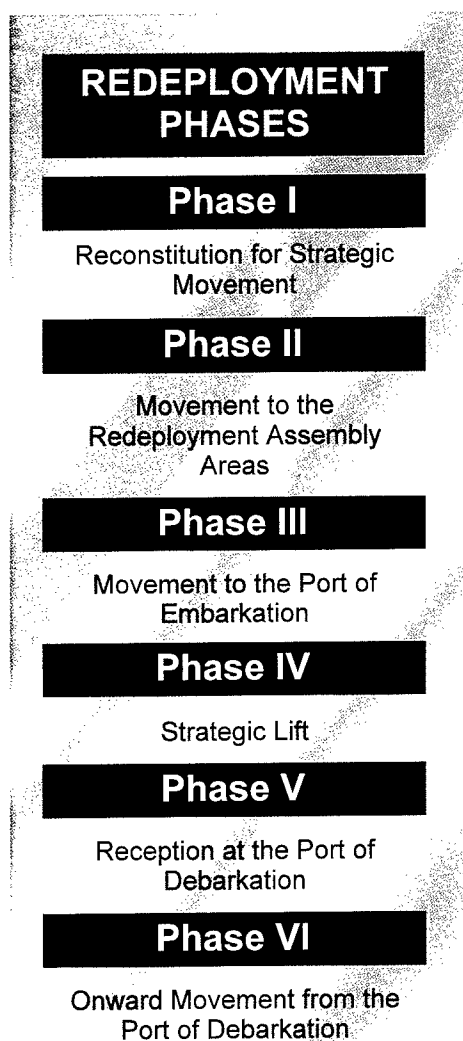 REDEPLOYMENT
PHASES
Phase I
Reconstitution for Strategic
Movement
Phase II
Movement to the
Redeployment Assembly
Areas
Phase III
Movement to the Port of
Embarkation
Phase IV
Strategic Lift
Phase V
Reception at the Port of
Debarkation
Phase VI
Onward Movement from the
Port of Debarkation